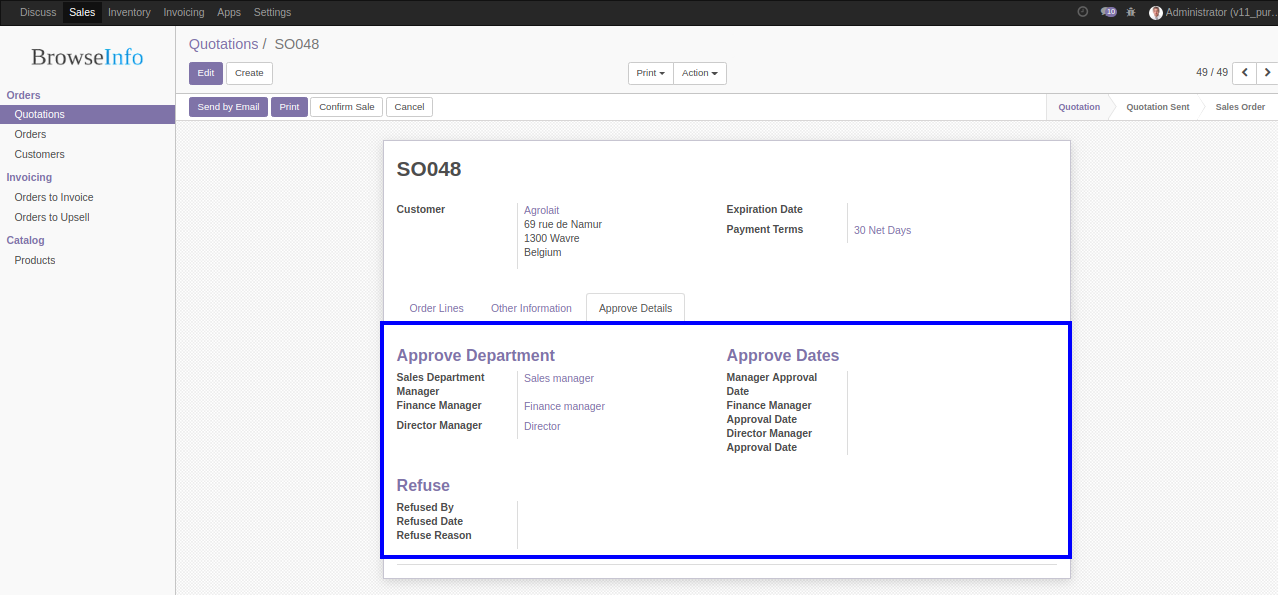 Discuss Sales Inventory Invoicing Apps Settings 10 Administrator (v11_pur...
BrowseInfo
Orders
Quotations
Orders
Customers
Invoicing
Orders to Invoice
Orders to Upsell
Catalog
Products
Quotations / SO048
Edit Create Print Action 49 / 49
Send by Email Print Confirm Sale Cancel Quotation Quotation Sent Sales Order
SO048
Customer
Agrolait
69 rue de Namur
1300 Wavre
Belgium
Expiration Date
Payment Terms 30 Net Days
Order Lines Other Information Approve Details
Approve Department
Sales Department
Manager
Sales manager
Finance Manager Finance manager
Director Manager Director
Approve Dates
Manager Approval
Date
Finance Manager
Approval Date
Director Manager
Approval Date
Refuse
Refused By
Refused Date
Refuse Reason